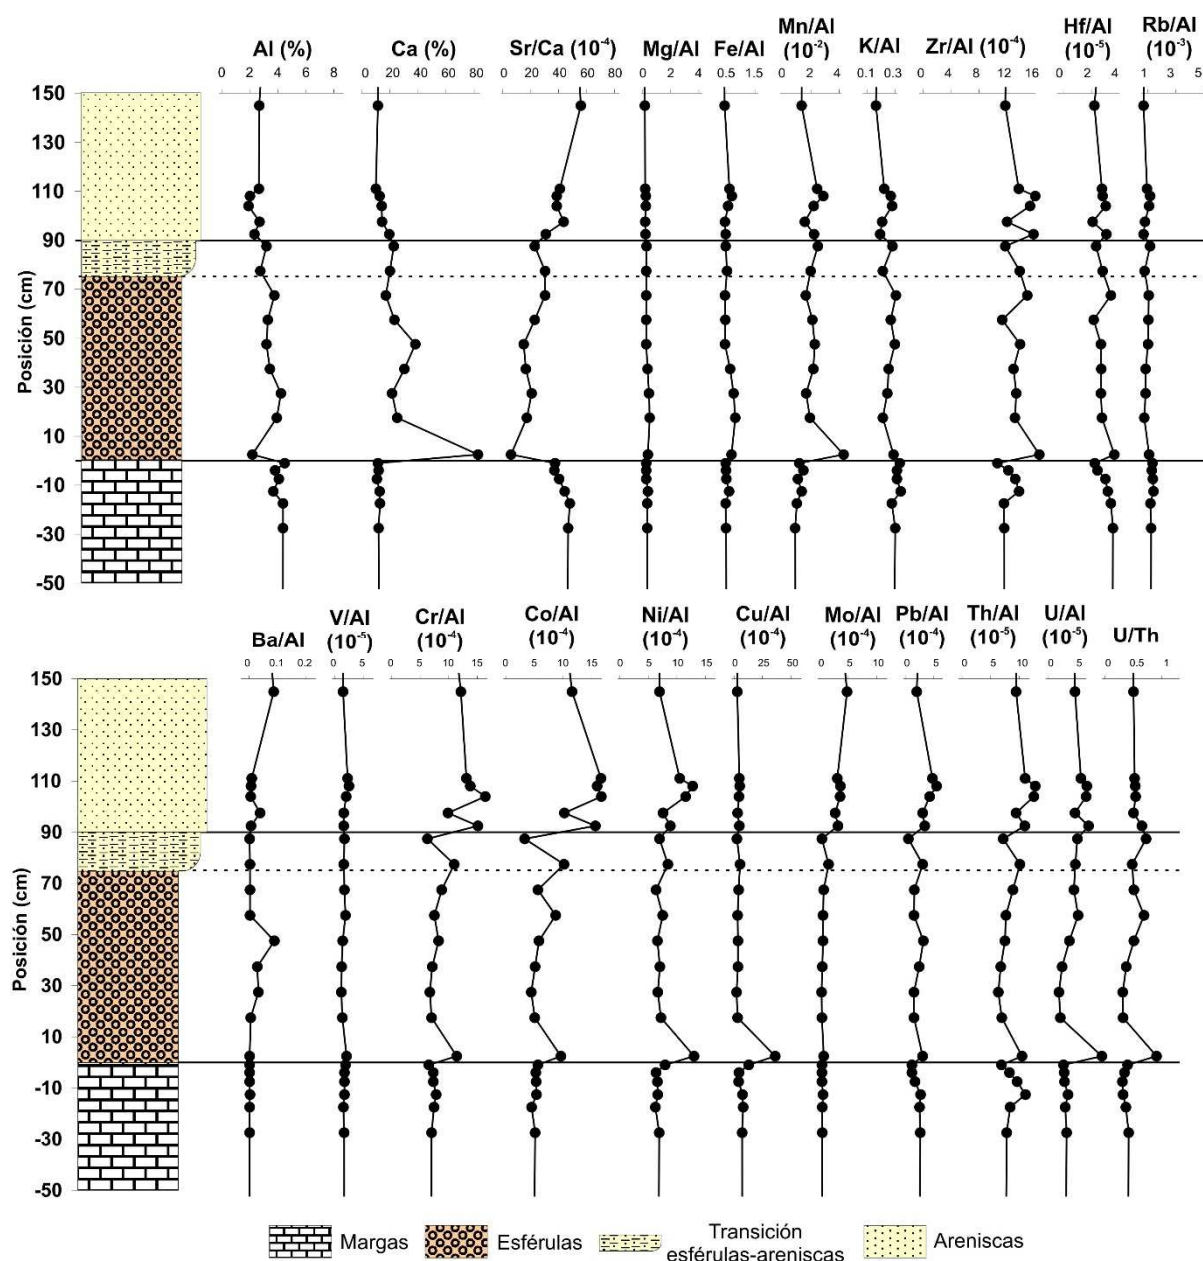 Al (%) Ca (%) Sr/Ca (10⁻⁴) Mg/Al Fe/Al Mn/Al (10⁻²) K/Al Zr/Al (10⁻⁴) Hf/Al (10⁻⁵) Rb/Al (10⁻³)
0 2 4 6 8 0 20 40 60 80 0 20 40 60 80 0 2 4 0.5 1.5 0 2 4 0.1 0.3 0 4 8 12 16 0 2 4 1 3 5
150
130
110
90
70
50
30
10
-10
-30
-50
Posición (cm)
Ba/Al V/Al (10⁻⁵) Cr/Al (10⁻⁴) Co/Al (10⁻⁴) Ni/Al (10⁻⁴) Cu/Al (10⁻⁴) Mo/Al (10⁻⁴) Pb/Al (10⁻⁴) Th/Al (10⁻⁵) U/Al (10⁻⁵) U/Th
0 0.1 0.2 0 5 0 5 10 15 0 5 10 15 0 5 10 15 0 25 50 0 5 10 0 5 0 5 10 0 5 0 0.5 1
150
130
110
90
70
50
30
10
-10
-30
-50
Posición (cm)
Margas
Esférulas
Transición
esférulas-areniscas
Areniscas